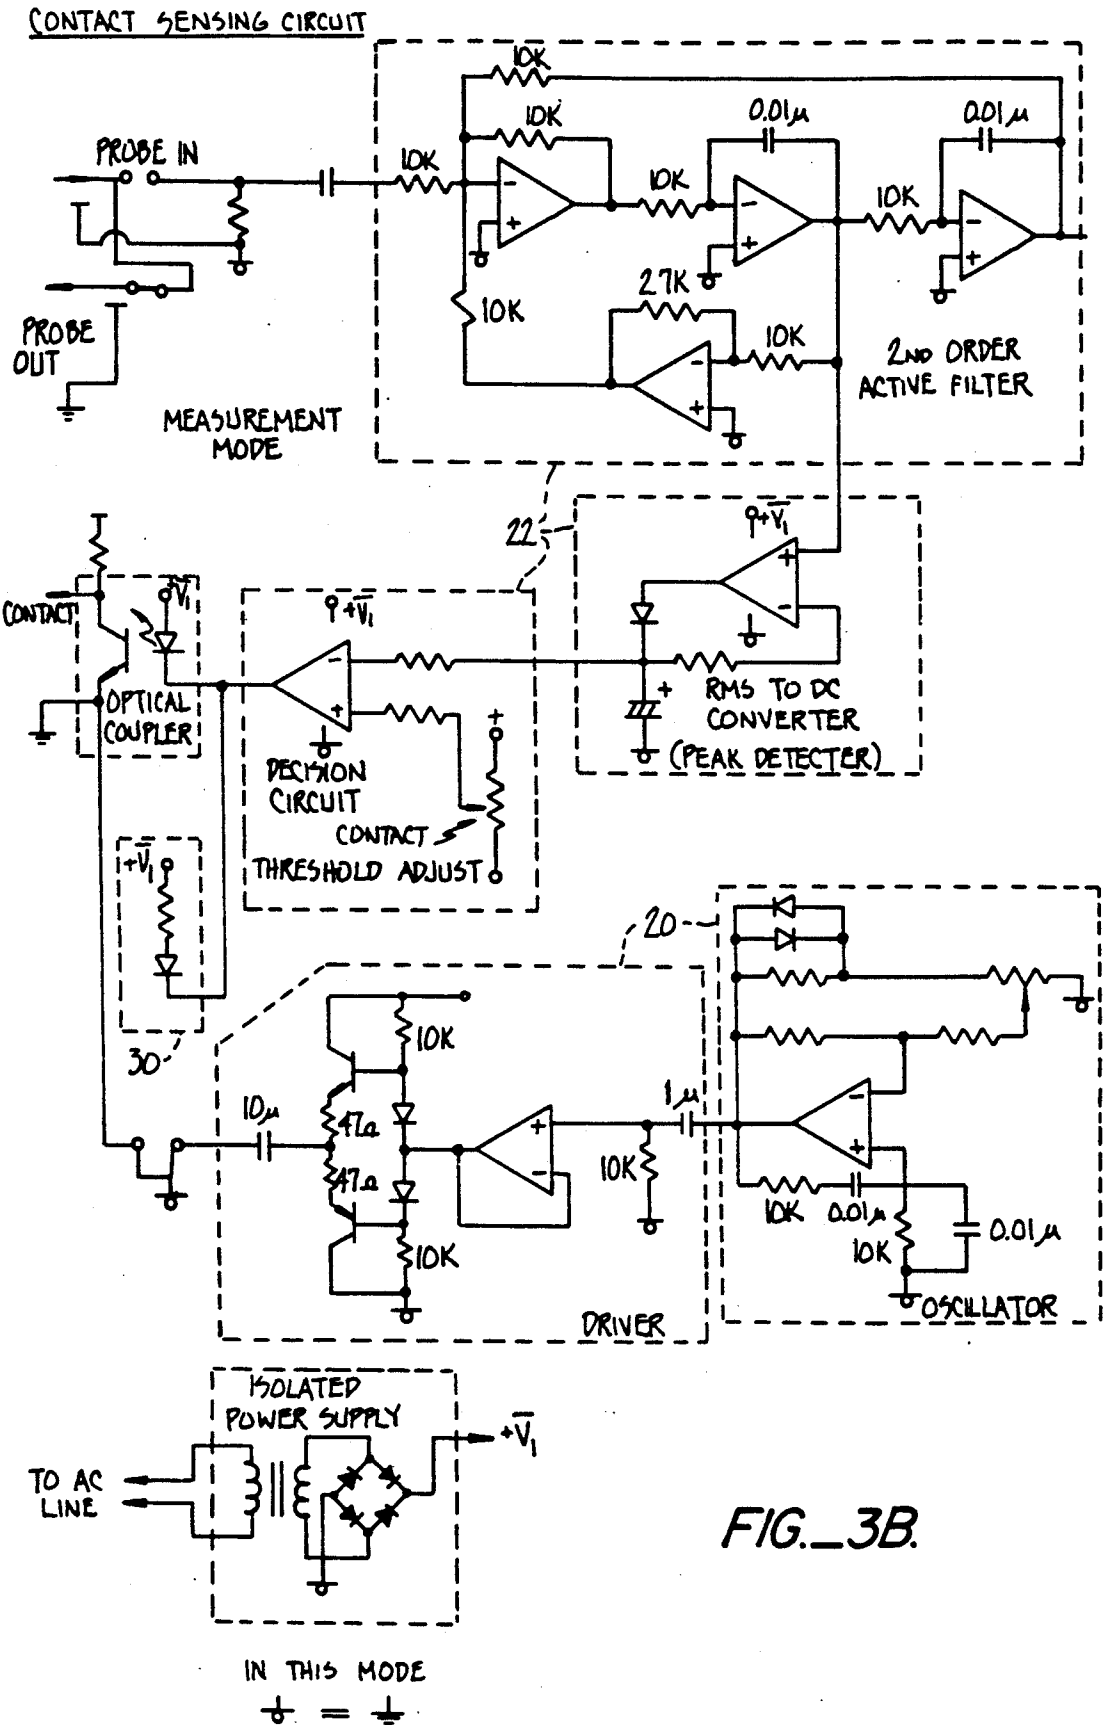 CONTACT SENSING CIRCUIT
10K
10K
0.01μ
0.01μ
PROBE IN
10K
10K
10K
-
+
-
+
-
+
27K
10K
10K
-
+
PROBE
OUT
2ND ORDER
ACTIVE FILTER
MEASUREMENT
MODE
22
+V1
+
-
CONTACT
+V1
+V1
-
+
OPTICAL
COUPLER
+
RMS TO DC
CONVERTER
(PEAK DETECTER)
+
DECISION
CIRCUIT
CONTACT
THRESHOLD ADJUST
+V1
30
20
10K
10μ
47Ω
47Ω
10K
+
-
1μ
10K
-
+
10K
0.01μ
10K
0.01μ
DRIVER
OSCILLATOR
ISOLATED
POWER SUPPLY
+V1
TO AC
LINE
FIG._3B.
IN THIS MODE
=